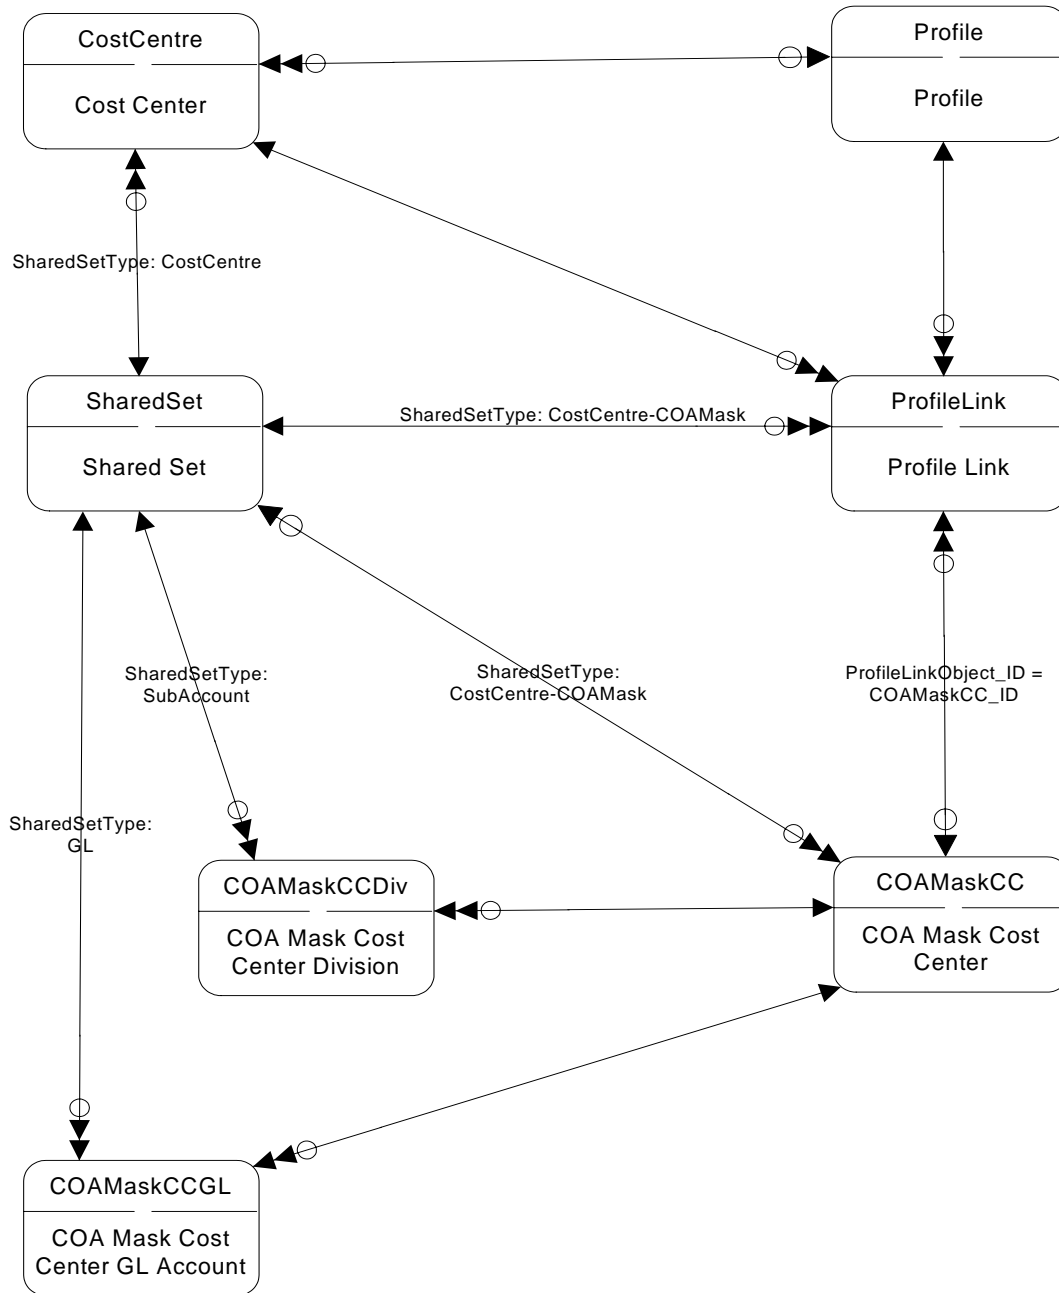 CostCentre
Cost Center
Profile
Profile
SharedSetType: CostCentre
SharedSet
Shared Set
SharedSetType: CostCentre-COAMask
ProfileLink
Profile Link
SharedSetType:
SubAccount
SharedSetType:
CostCentre-COAMask
ProfileLinkObject_ID =
COAMaskCC_ID
SharedSetType:
GL
COAMaskCCDiv
COA Mask Cost
Center Division
COAMaskCC
COA Mask Cost
Center
COAMaskCCGL
COA Mask Cost
Center GL Account